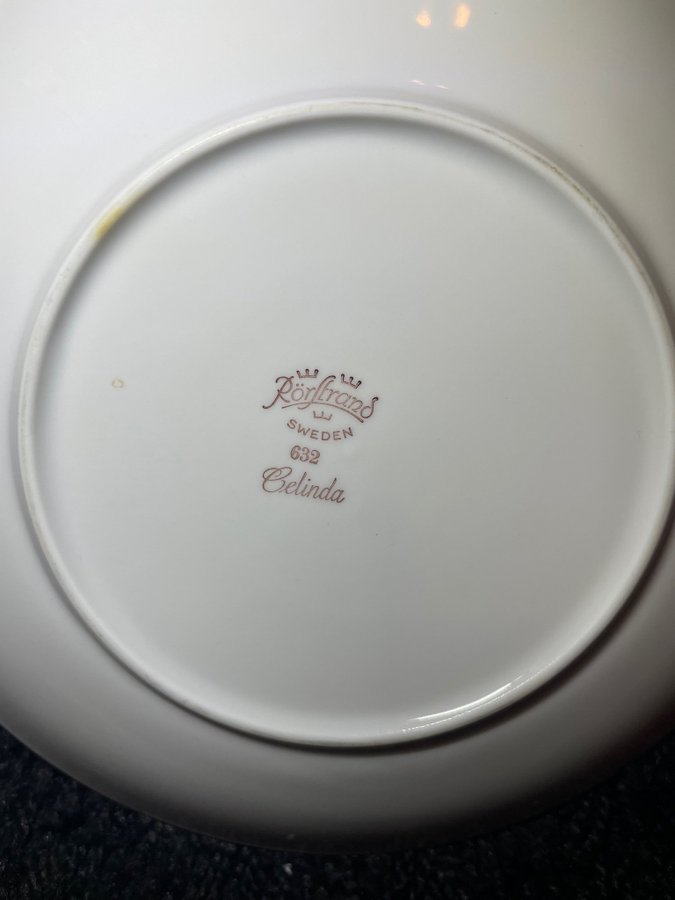 Rörstrand
SWEDEN
632
Celinda